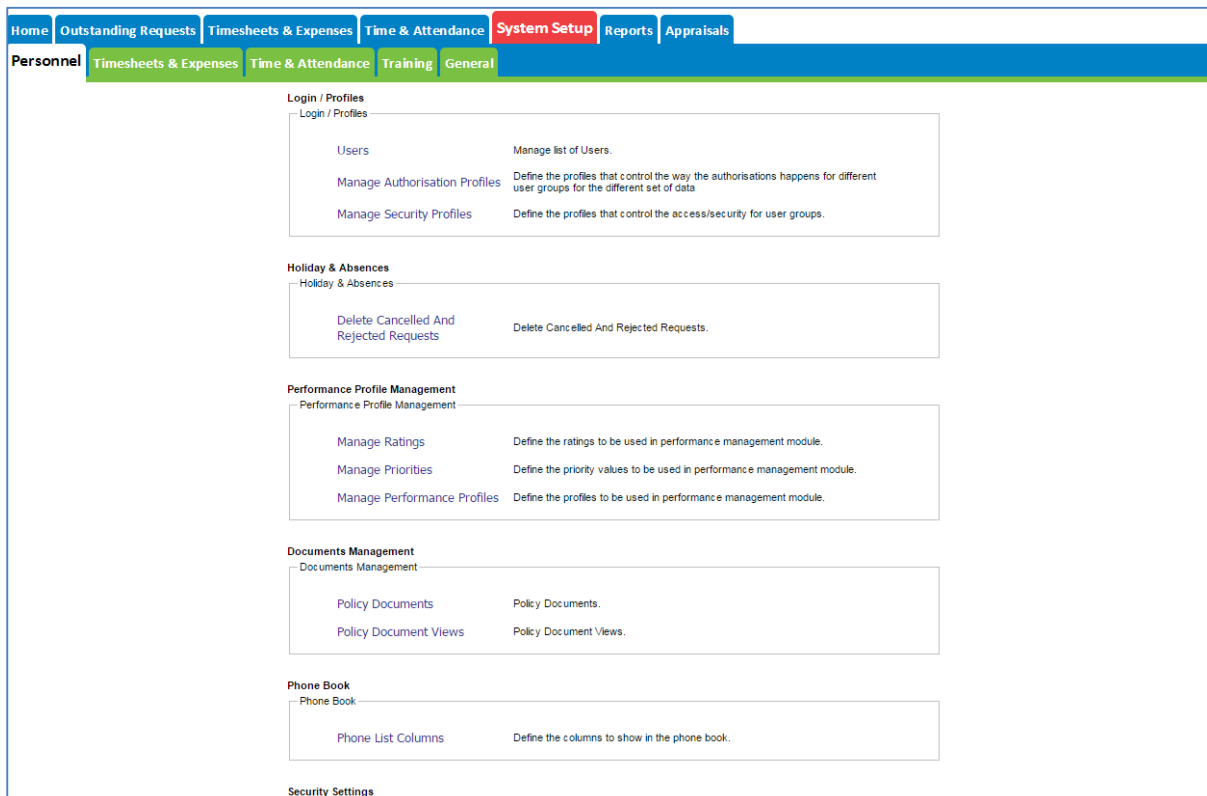 Home Outstanding Requests Timesheets & Expenses Time & Attendance System Setup Reports Appraisals
Personnel Timesheets & Expenses Time & Attendance Training General
Login / Profiles
Login / Profiles
Users Manage list of Users.
Manage Authorisation Profiles Define the profiles that control the way the authorisations happens for different
user groups for the different set of data
Manage Security Profiles Define the profiles that control the access/security for user groups.
Holiday & Absences
Holiday & Absences
Delete Cancelled And
Rejected Requests Delete Cancelled And Rejected Requests.
Performance Profile Management
Performance Profile Management
Manage Ratings Define the ratings to be used in performance management module.
Manage Priorities Define the priority values to be used in performance management module.
Manage Performance Profiles Define the profiles to be used in performance management module.
Documents Management
Documents Management
Policy Documents Policy Documents.
Policy Document Views Policy Document Views.
Phone Book
Phone Book
Phone List Columns Define the columns to show in the phone book.
Security Settings